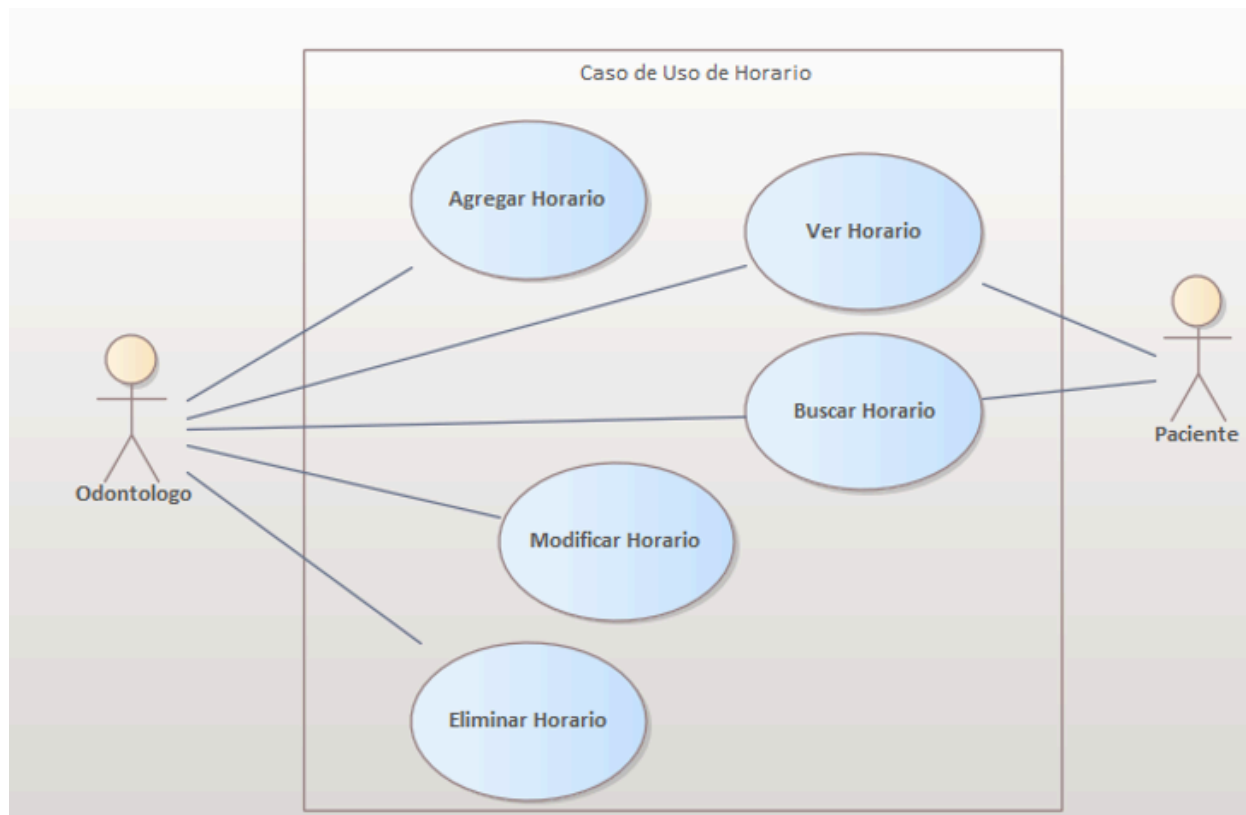 Caso de Uso de Horario
Agregar Horario
Ver Horario
Buscar Horario
Paciente
Odontologo
Modificar Horario
Eliminar Horario